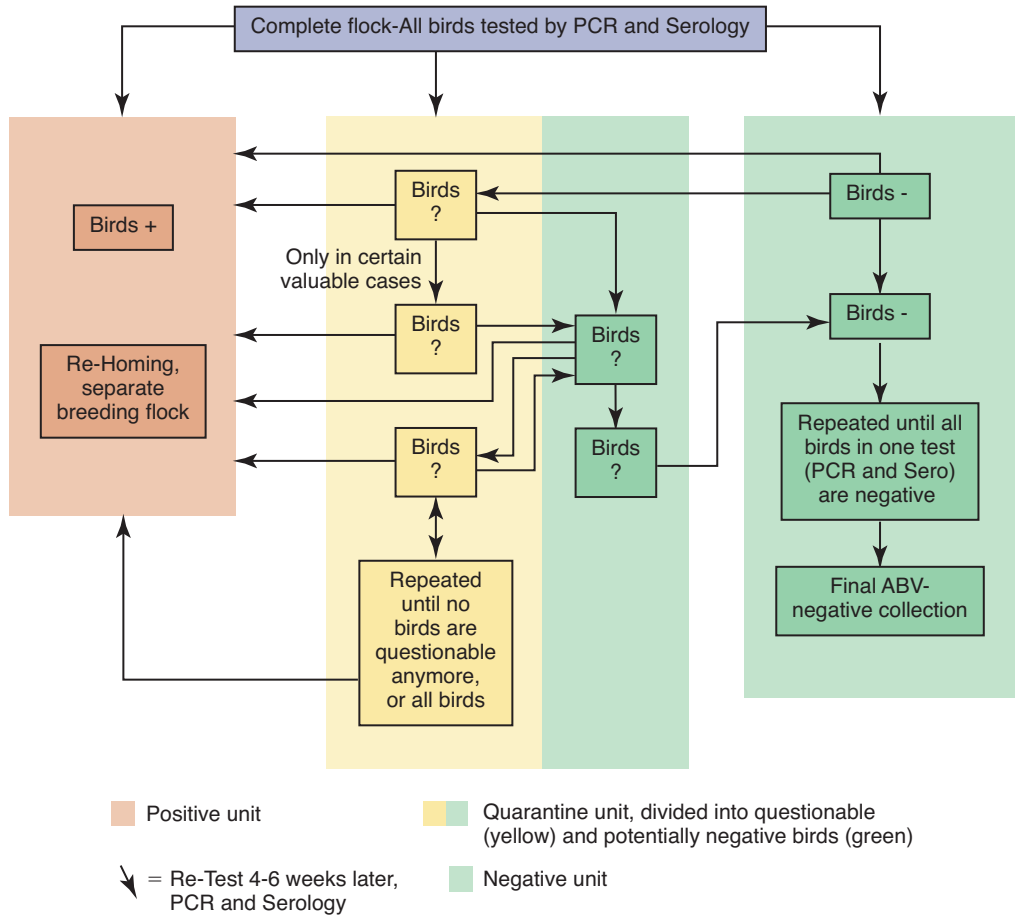 Complete flock-All birds tested by PCR and Serology
Birds +
Re-Homing,
separate
breeding flock
Birds
?
Only in certain
valuable cases
Birds
?
Birds
?
Repeated
until no
birds are
questionable
anymore,
or all birds
Birds
?
Birds
?
Birds -
Birds -
Repeated until all
birds in one test
(PCR and Sero)
are negative
Final ABV-
negative collection
Positive unit
Quarantine unit, divided into questionable
(yellow) and potentially negative birds (green)
= Re-Test 4-6 weeks later,
PCR and Serology
Negative unit